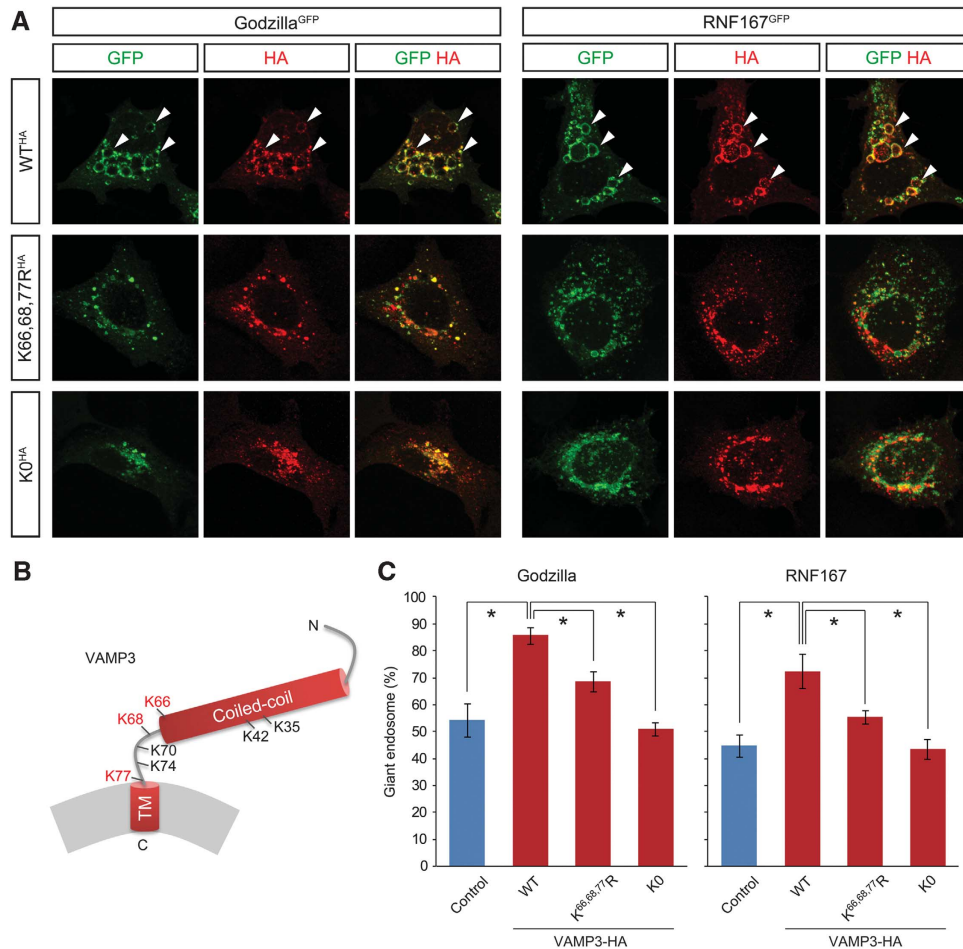 A
Godzilla^GFP
RNF167^GFP
GFP
HA
GFP HA
GFP
HA
GFP HA
WT^HA
K66,68,77R^HA
K0^HA
B
VAMP3
N
K66
Coiled-coil
K68
K42
K35
K70
K74
K77
TM
C
C
Godzilla
RNF167
*
*
*
*
*
*
Giant endosome (%)
100
90
80
70
60
50
40
30
20
10
0
Control
WT
K^66,68,77R
K0
VAMP3-HA
Control
WT
K^66,68,77R
K0
VAMP3-HA